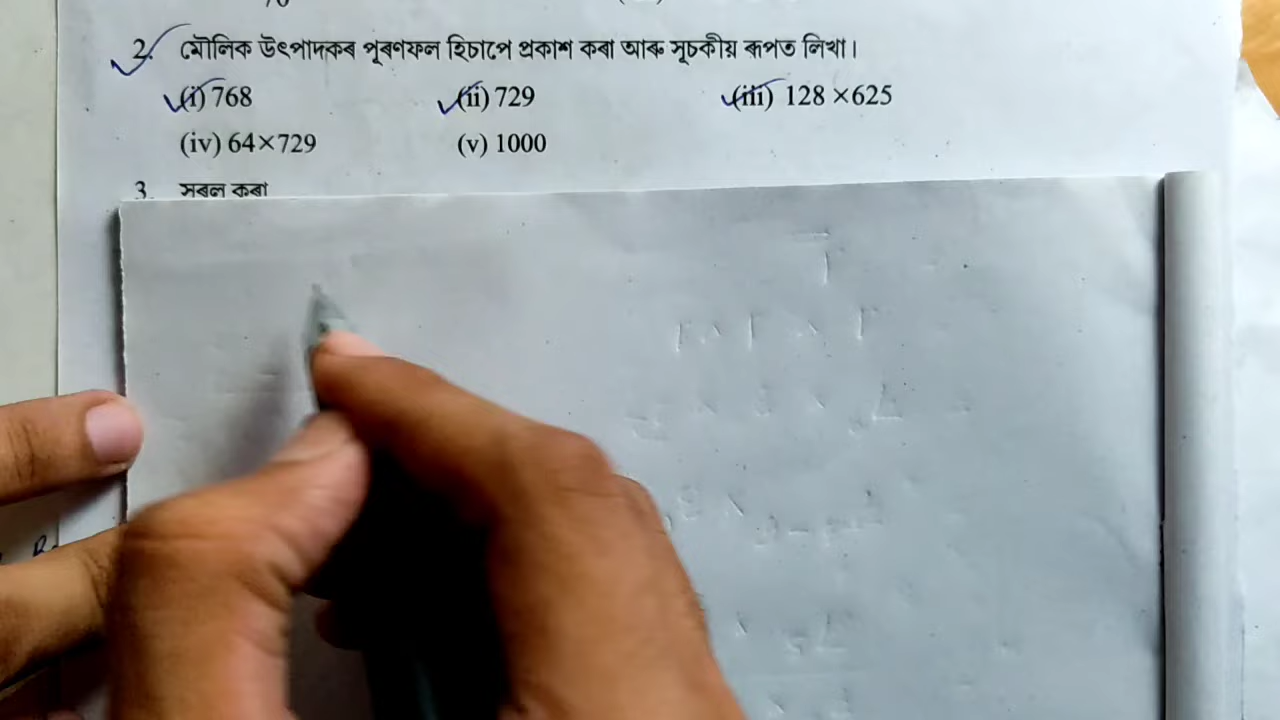 2. মৌলিক উৎপাদকৰ পূৰণফল হিচাপে প্ৰকাশ কৰা আৰু সূচকীয় ৰূপত লিখা।
(i) 768 (ii) 729 (iii) 128 ×625
(iv) 64×729 (v) 1000
3. সৰল কৰা